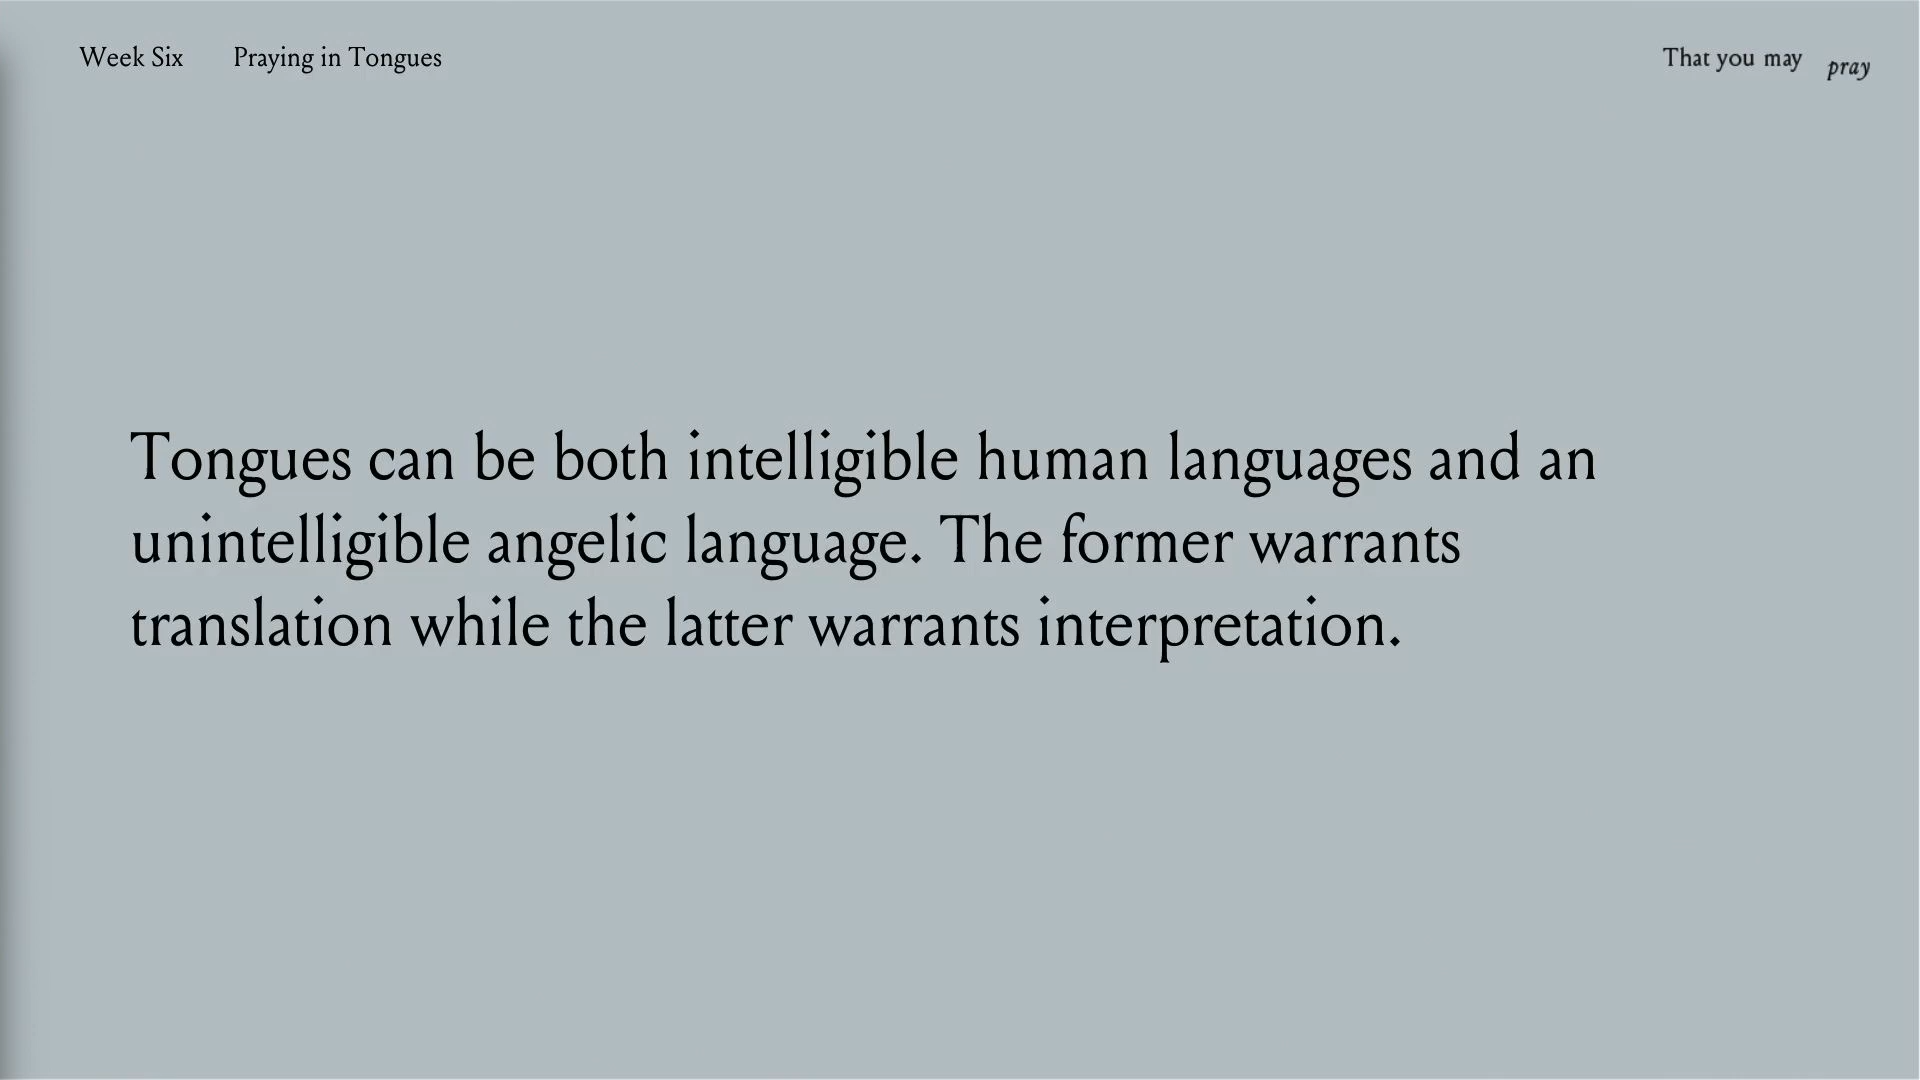 Week Six Praying in Tongues
That you may pray
Tongues can be both intelligible human languages and an
unintelligible angelic language. The former warrants
translation while the latter warrants interpretation.